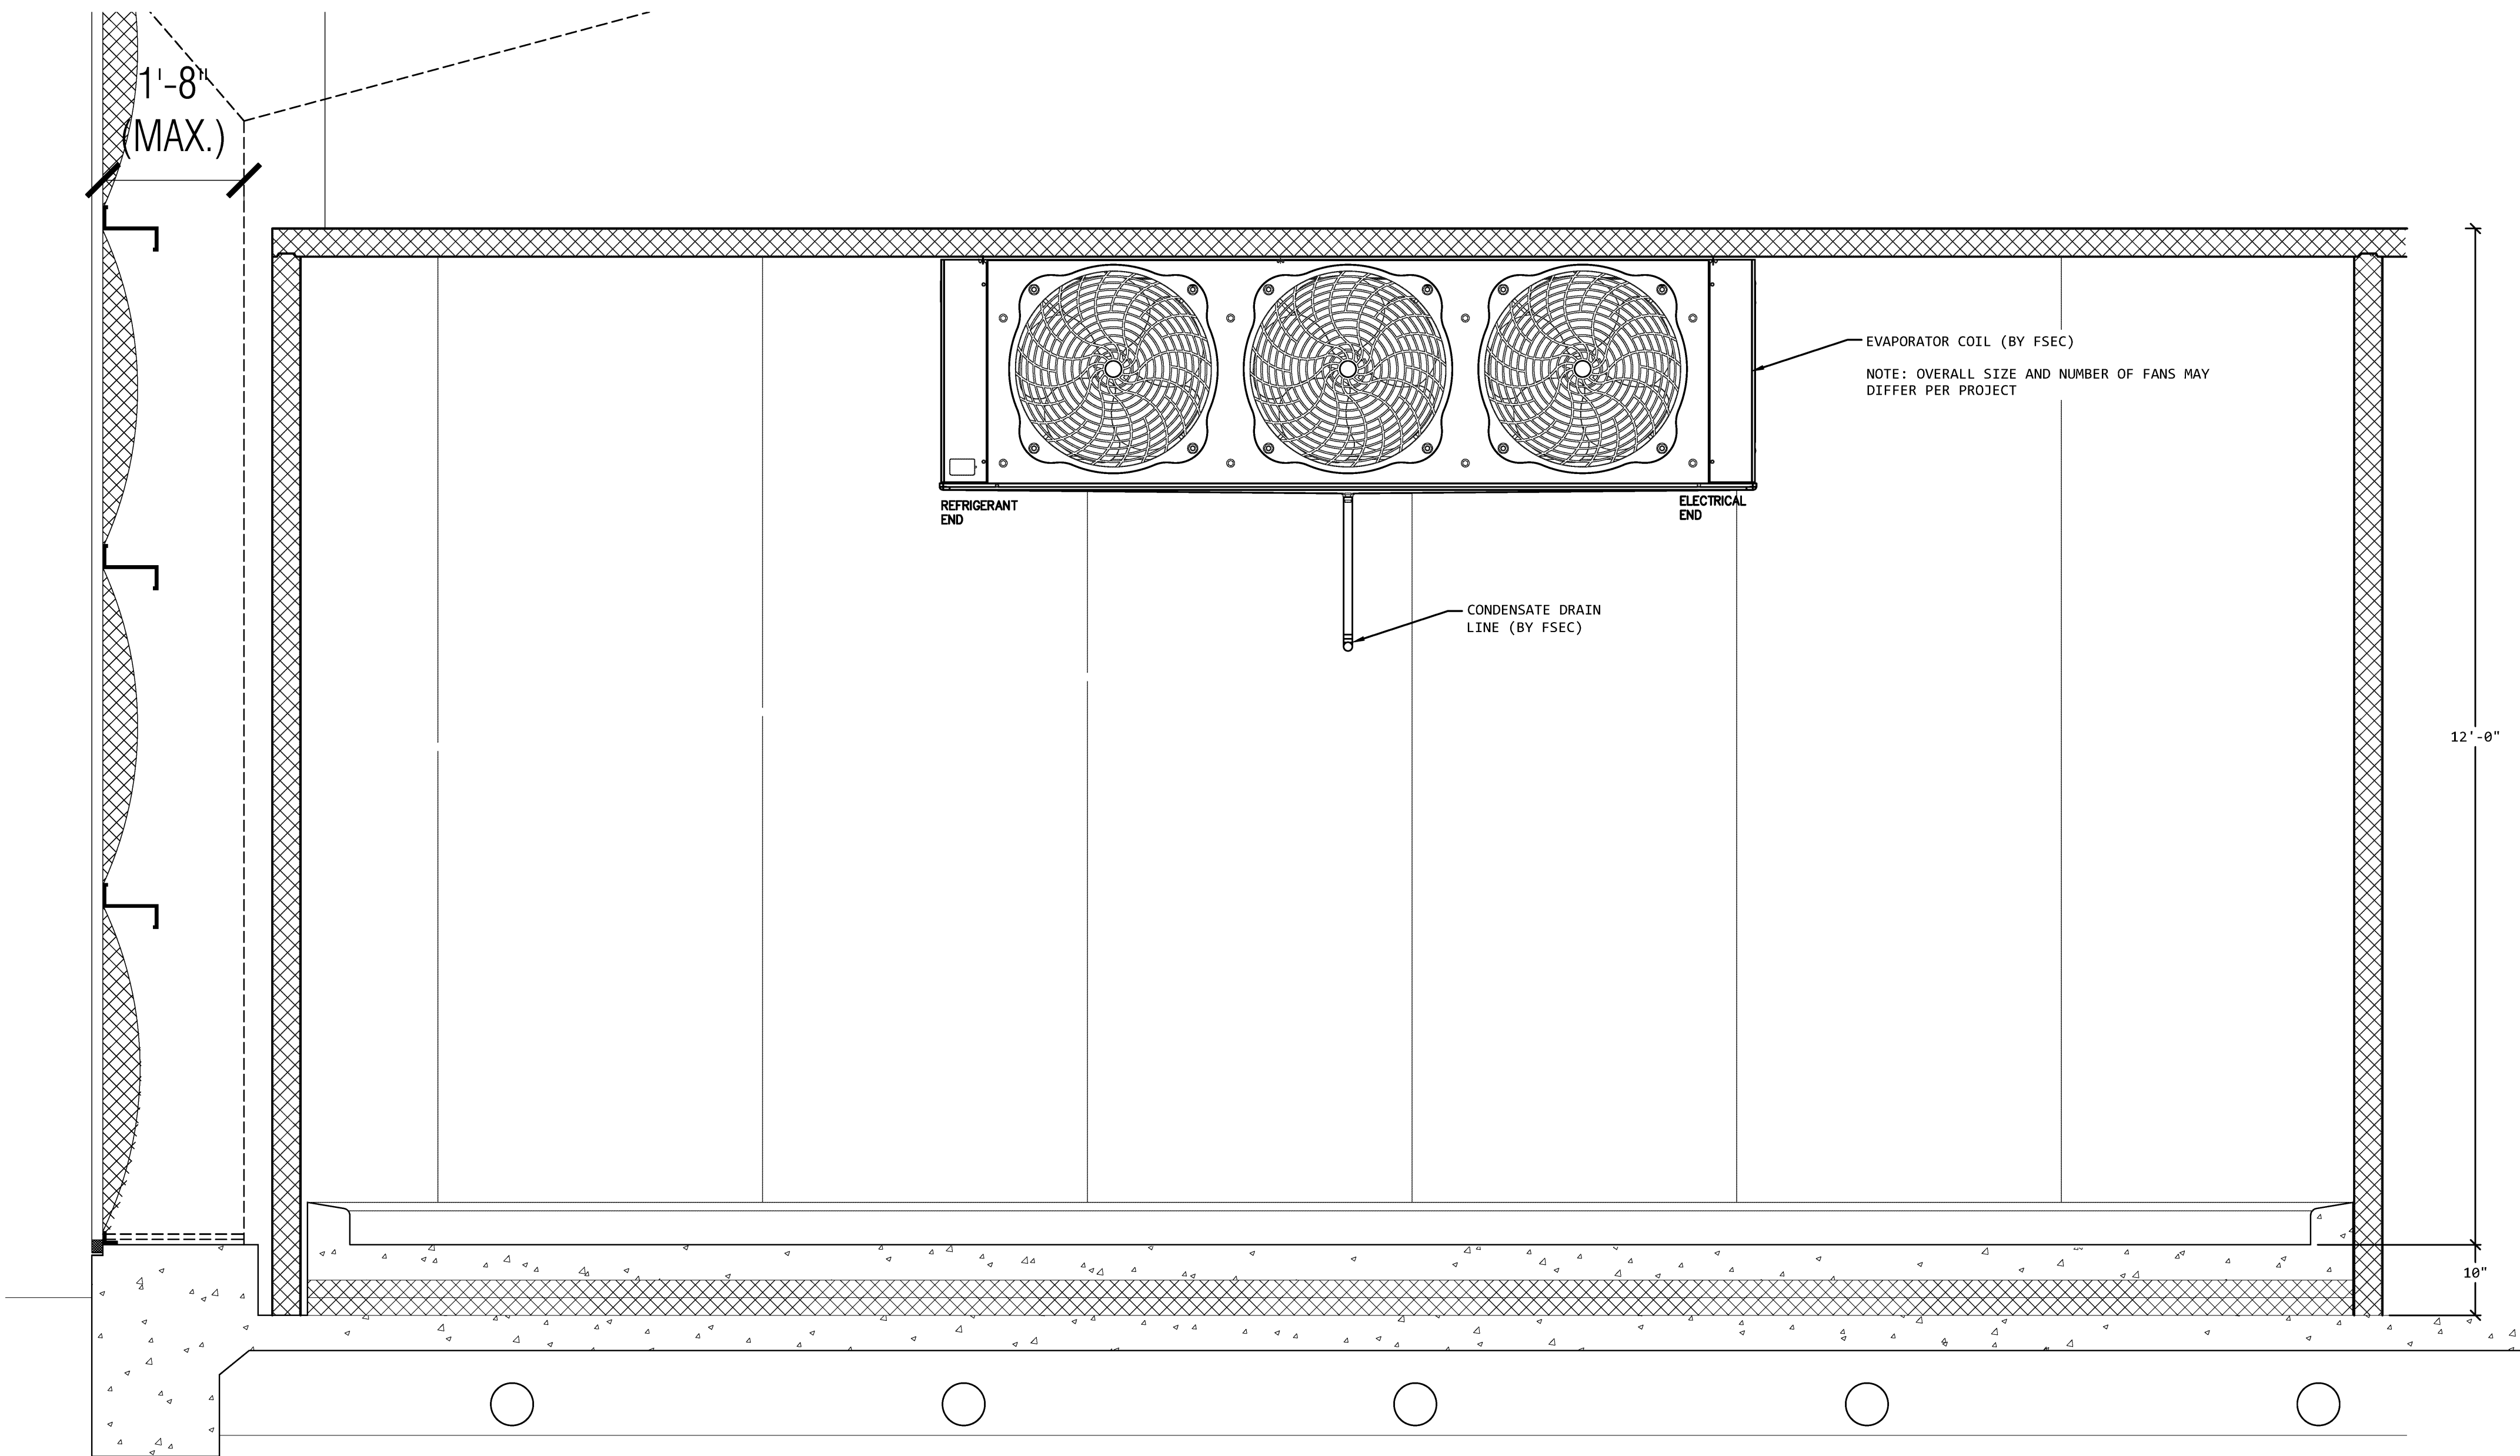 1'-8"
(MAX.)
EVAPORATOR COIL (BY FSEC)
NOTE: OVERALL SIZE AND NUMBER OF FANS MAY
DIFFER PER PROJECT
REFRIGERANT
END
ELECTRICAL
END
CONDENSATE DRAIN
LINE (BY FSEC)
12'-0"
10"